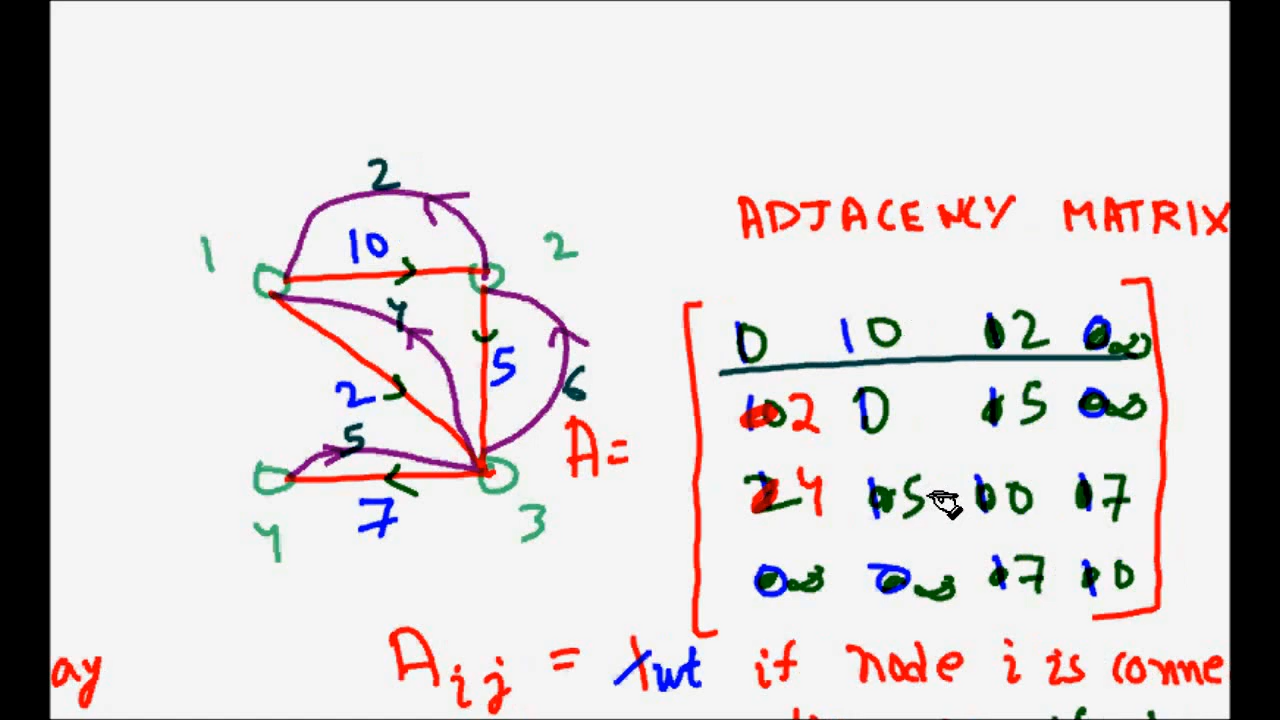 2
1
10
2
4
5
2
6
5
7
4
3
ADJACENCY MATRIX
A =
0 10 2 ∞
2 0 5 ∞
4 5 0 7
∞ ∞ 7 0
ay
A i j = wt if node i is conne